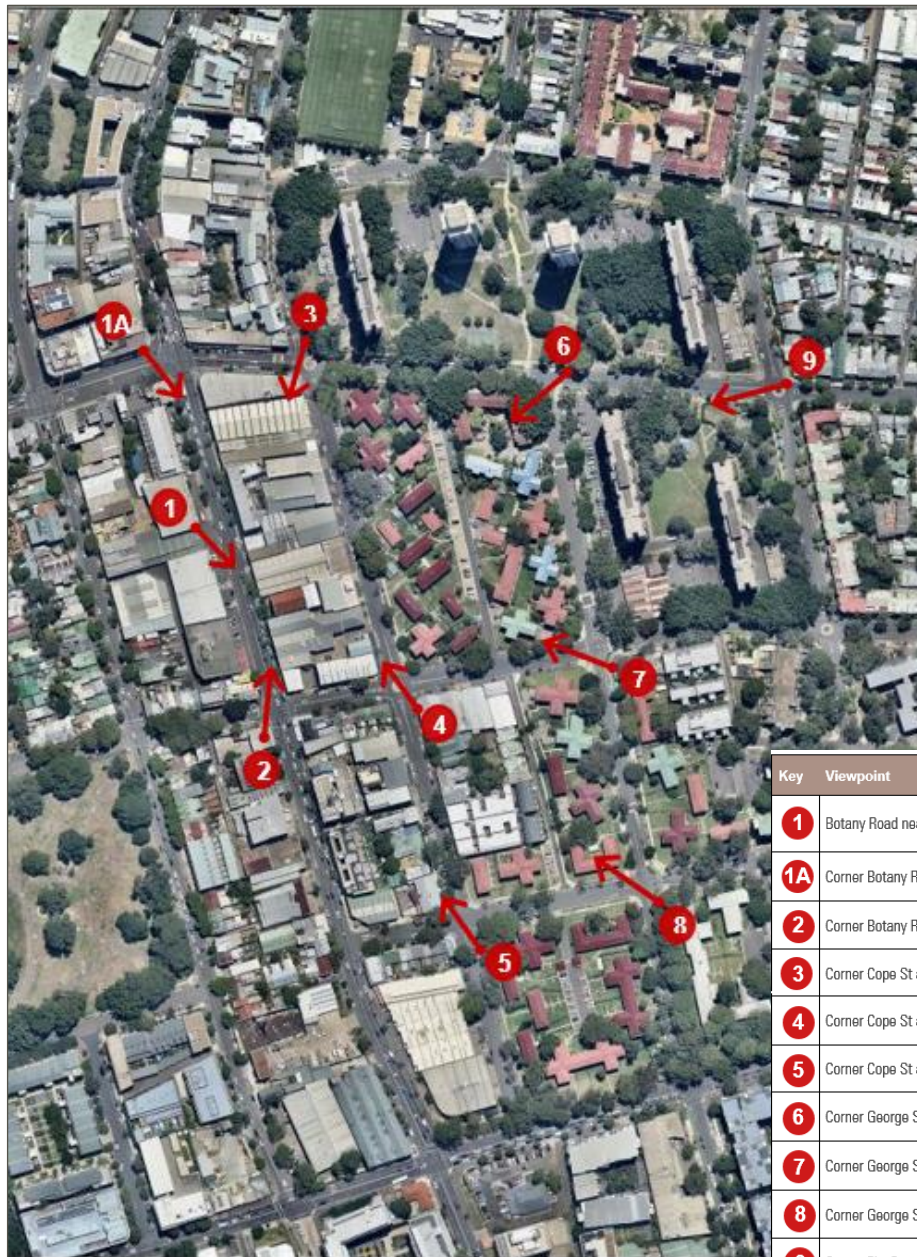 3
1A
6
9
1
7
4
2
8
5
Key Viewpoint
1 Botany Road
1A Corner Botany
2 Corner Botany
3 Corner Cope St
4 Corner Cope St
5 Corner Cope St
6 Corner George
7 Corner George
8 Corner George